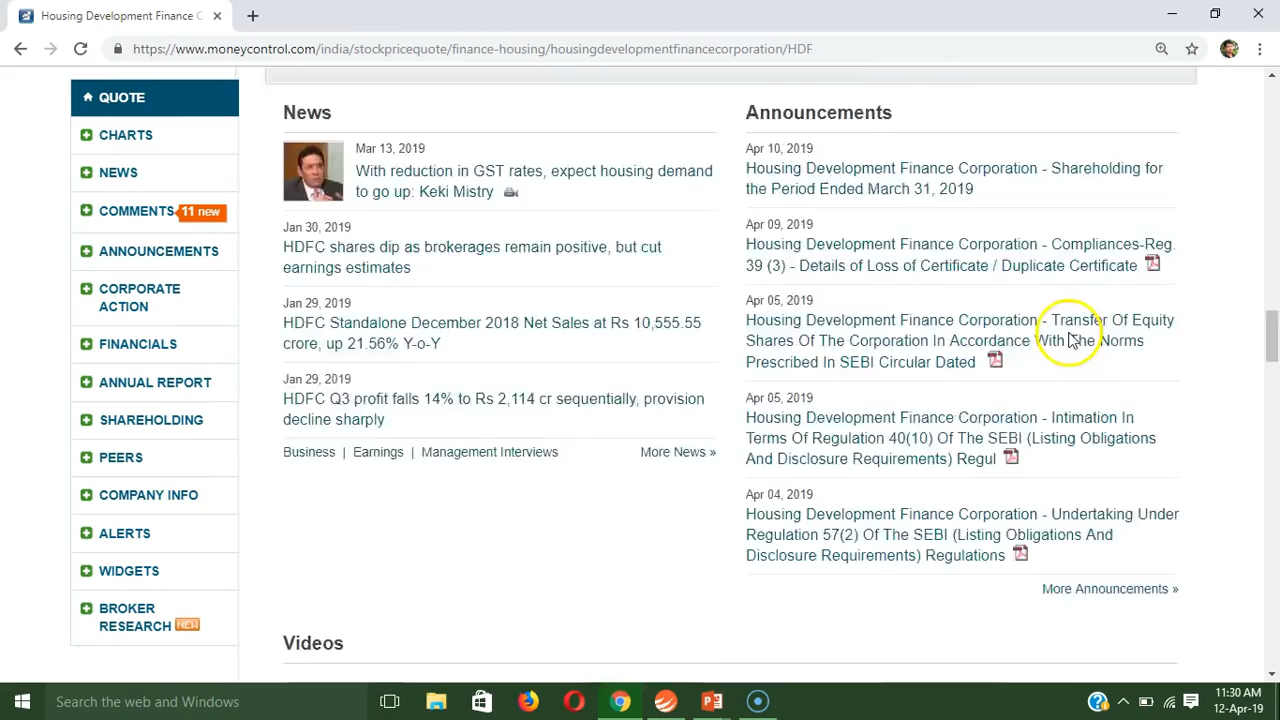 Housing Development Finance C
https://www.moneycontrol.com/india/stockpricequote/finance-housing/housingdevelopmentfinancecorporation/HDF
QUOTE
CHARTS
NEWS
COMMENTS 11 new
ANNOUNCEMENTS
CORPORATE
ACTION
FINANCIALS
ANNUAL REPORT
SHAREHOLDING
PEERS
COMPANY INFO
ALERTS
WIDGETS
BROKER
RESEARCH NEW
News
Mar 13, 2019
With reduction in GST rates, expect housing demand
to go up: Keki Mistry
Jan 30, 2019
HDFC shares dip as brokerages remain positive, but cut
earnings estimates
Jan 29, 2019
HDFC Standalone December 2018 Net Sales at Rs 10,555.55
crore, up 21.56% Y-o-Y
Jan 29, 2019
HDFC Q3 profit falls 14% to Rs 2,114 cr sequentially, provision
decline sharply
Business | Earnings | Management Interviews More News »
Announcements
Apr 10, 2019
Housing Development Finance Corporation - Shareholding for
the Period Ended March 31, 2019
Apr 09, 2019
Housing Development Finance Corporation - Compliances-Reg.
39 (3) - Details of Loss of Certificate / Duplicate Certificate
Apr 05, 2019
Housing Development Finance Corporation - Transfer Of Equity
Shares Of The Corporation In Accordance With The Norms
Prescribed In SEBI Circular Dated
Apr 05, 2019
Housing Development Finance Corporation - Intimation In
Terms Of Regulation 40(10) Of The SEBI (Listing Obligations
And Disclosure Requirements) Regul
Apr 04, 2019
Housing Development Finance Corporation - Undertaking Under
Regulation 57(2) Of The SEBI (Listing Obligations And
Disclosure Requirements) Regulations
More Announcements »
Videos
Search the web and Windows
11:30 AM
12-Apr-19